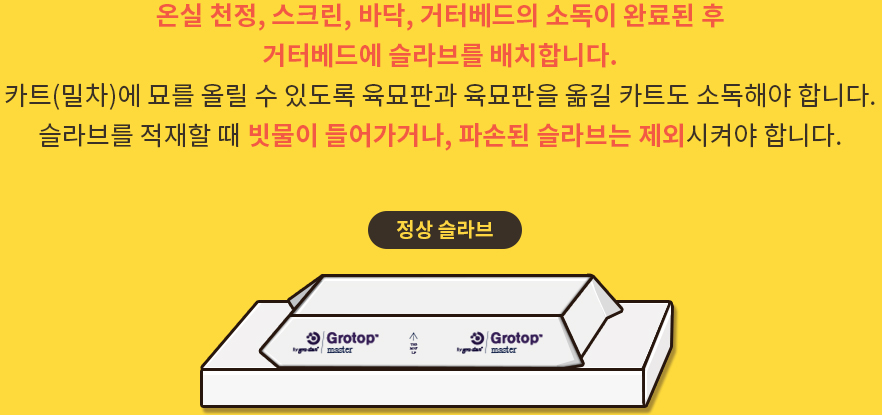 온실 천정, 스크린, 바닥, 거터베드의 소독이 완료된 후
거터베드에 슬라브를 배치합니다.
카트(밀차)에 묘를 올릴 수 있도록 육묘판과 육묘판을 옮길 카트도 소독해야 합니다.
슬라브를 적재할 때 빗물이 들어가거나, 파손된 슬라브는 제외시켜야 합니다.
정상 슬라브
Grotop
by grodan master
Grotop
by grodan master